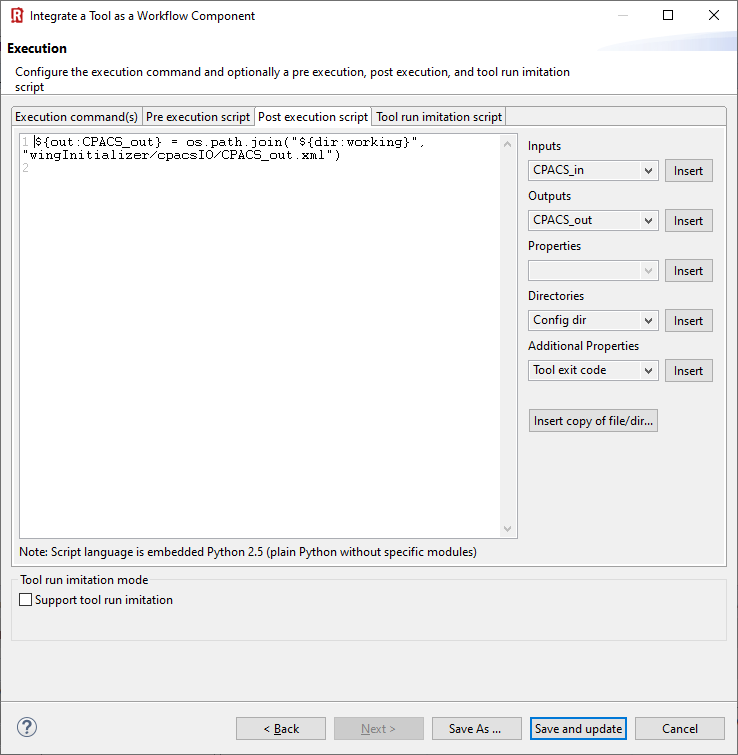 Integrate a Tool as a Workflow Component
Execution
Configure the execution command and optionally a pre execution, post execution, and tool run imitation
script
Execution command(s) Pre execution script Post execution script Tool run imitation script
1 ${out:CPACS_out} = os.path.join("${dir:working}",
"wingInitializer/cpacsIO/CPACS_out.xml")
2
Inputs
CPACS_in Insert
Outputs
CPACS_out Insert
Properties
Insert
Directories
Config dir Insert
Additional Properties
Tool exit code Insert
Insert copy of file/dir...
Note: Script language is embedded Python 2.5 (plain Python without specific modules)
Tool run imitation mode
Support tool run imitation
? < Back Next > Save As ... Save and update Cancel